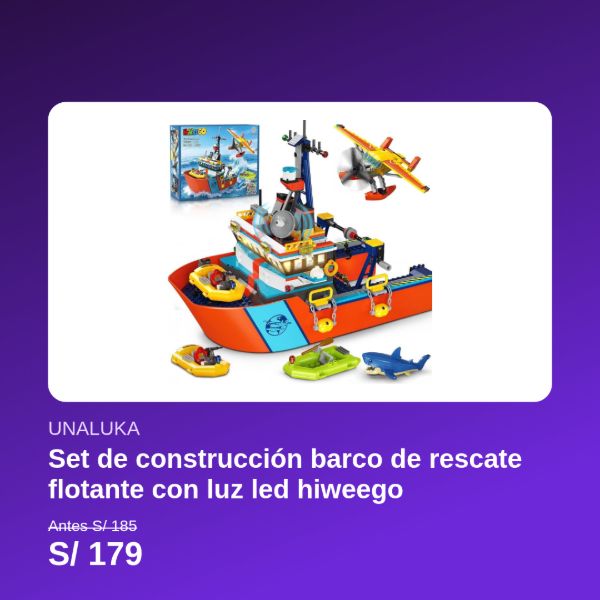 UNALUKA
Set de construcción barco de rescate
flotante con luz led hiweego
Antes S/ 185
S/ 179